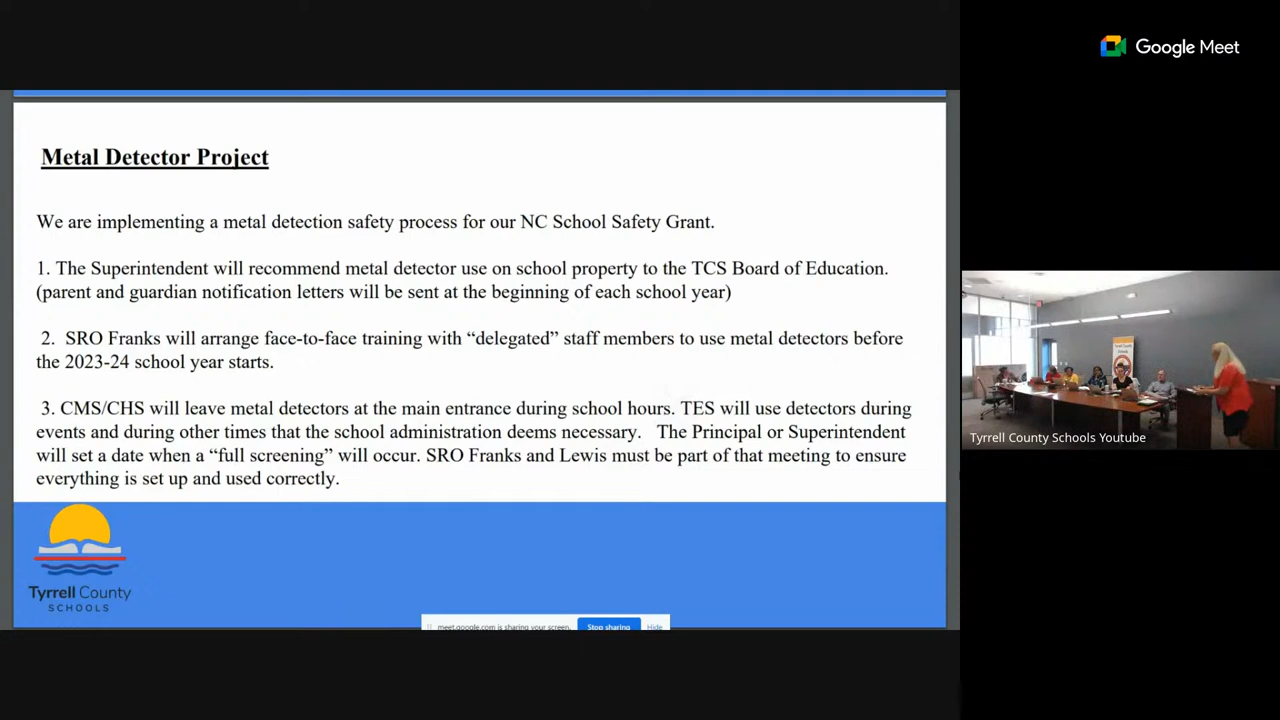 Google Meet
Metal Detector Project
We are implementing a metal detection safety process for our NC School Safety Grant.
1. The Superintendent will recommend metal detector use on school property to the TCS Board of Education.
(parent and guardian notification letters will be sent at the beginning of each school year)
2. SRO Franks will arrange face-to-face training with “delegated” staff members to use metal detectors before
the 2023-24 school year starts.
3. CMS/CHS will leave metal detectors at the main entrance during school hours. TES will use detectors during
events and during other times that the school administration deems necessary. The Principal or Superintendent
will set a date when a “full screening” will occur. SRO Franks and Lewis must be part of that meeting to ensure
everything is set up and used correctly.
Tyrrell County Schools Youtube
Tyrrell County
SCHOOLS
meet.google.com is sharing your screen.
Stop sharing
Hide